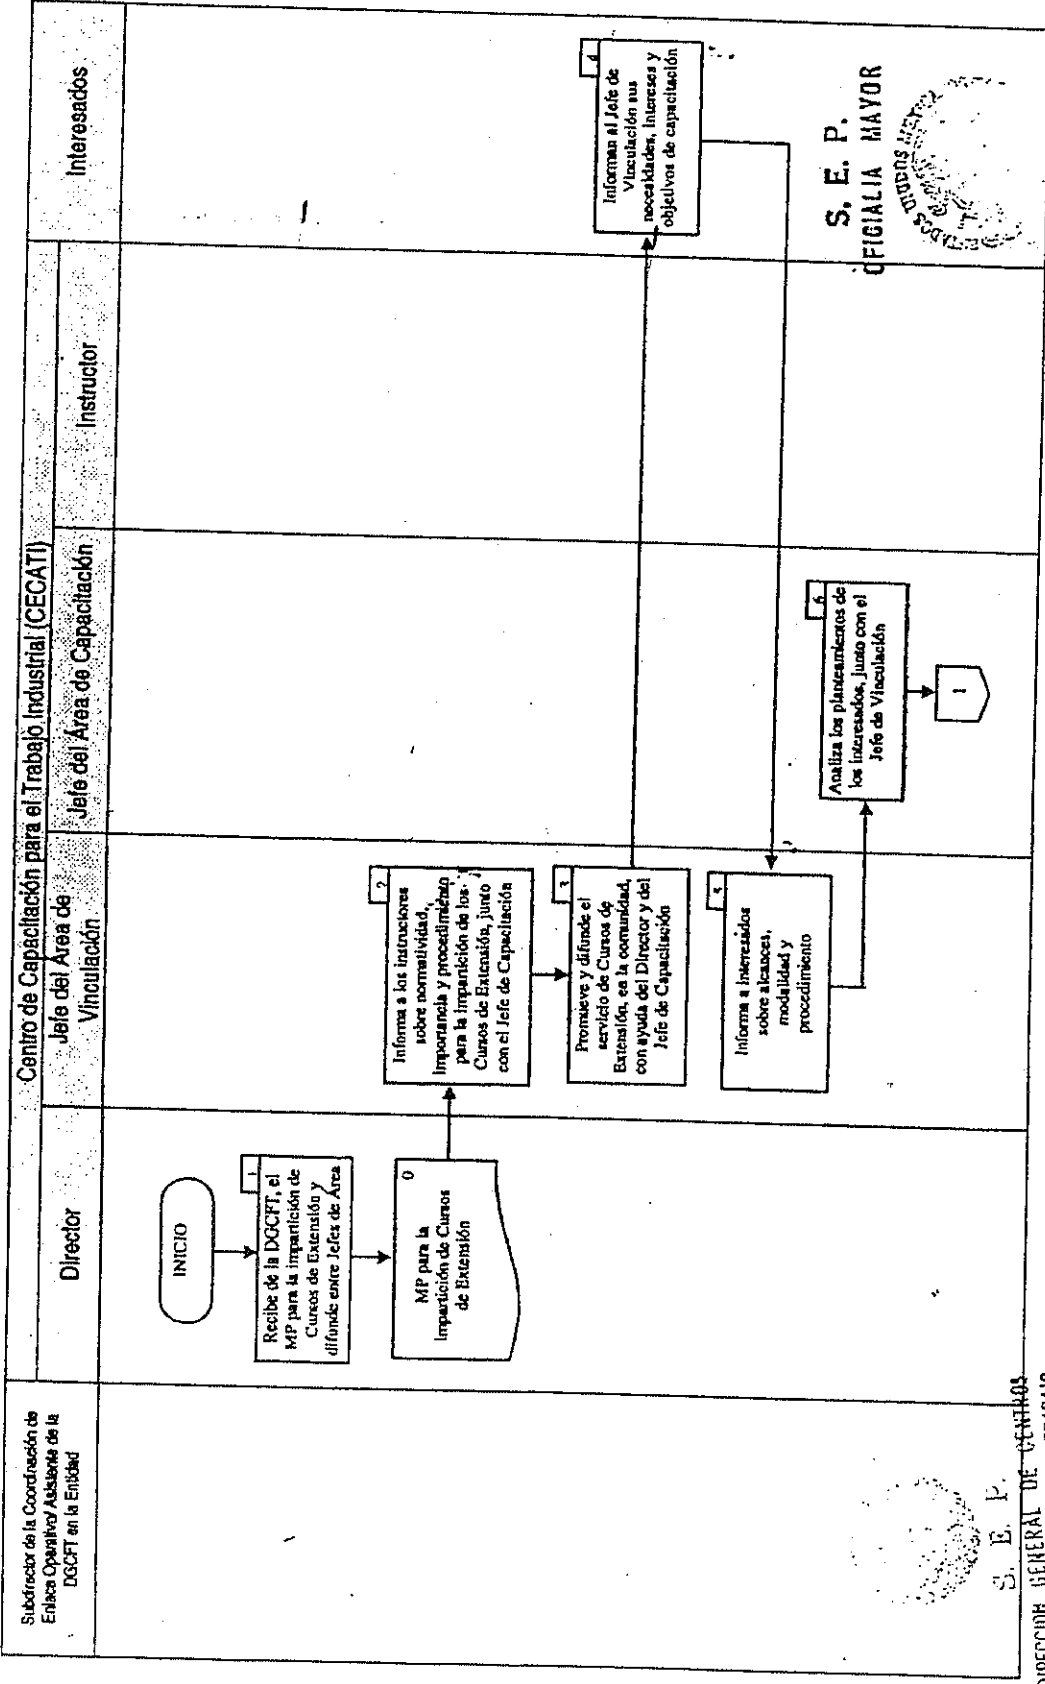 Subdirector de la Coordinación de
Enlace Operativo/ Asistente de la
DGCFT en la Entidad
Centro de Capacitación para el Trabajo Industrial (CECATI)
Director
Jefe del Área de
Vinculación
Jefe del Área de Capacitación
Instructor
Interesados
INICIO
1
Recibe de la DGCFT, el
MP para la impartición de
Cursos de Extensión y
difunde entre Jefes de Área
0
MP para la
Impartición de Cursos
de Extensión
2
Informa a los instructores
sobre normatividad,
importancia y procedimiento
para la impartición de los
Cursos de Extensión, junto
con el Jefe de Capacitación
3
Promueve y difunde el
servicio de Cursos de
Extensión, en la comunidad,
con ayuda del Director y del
Jefe de Capacitación
4
Informan al Jefe de
Vinculación sus
necesidades, intereses y
objetivos de capacitación
5
Informa a interesados
sobre alcances,
modalidad y
procedimiento
6
Analiza los planteamientos de
los interesados, junto con el
Jefe de Vinculación
1
S. E. P.
OFICIALIA MAYOR
S. E. P.
DIRECCION GENERAL DE CENTROS